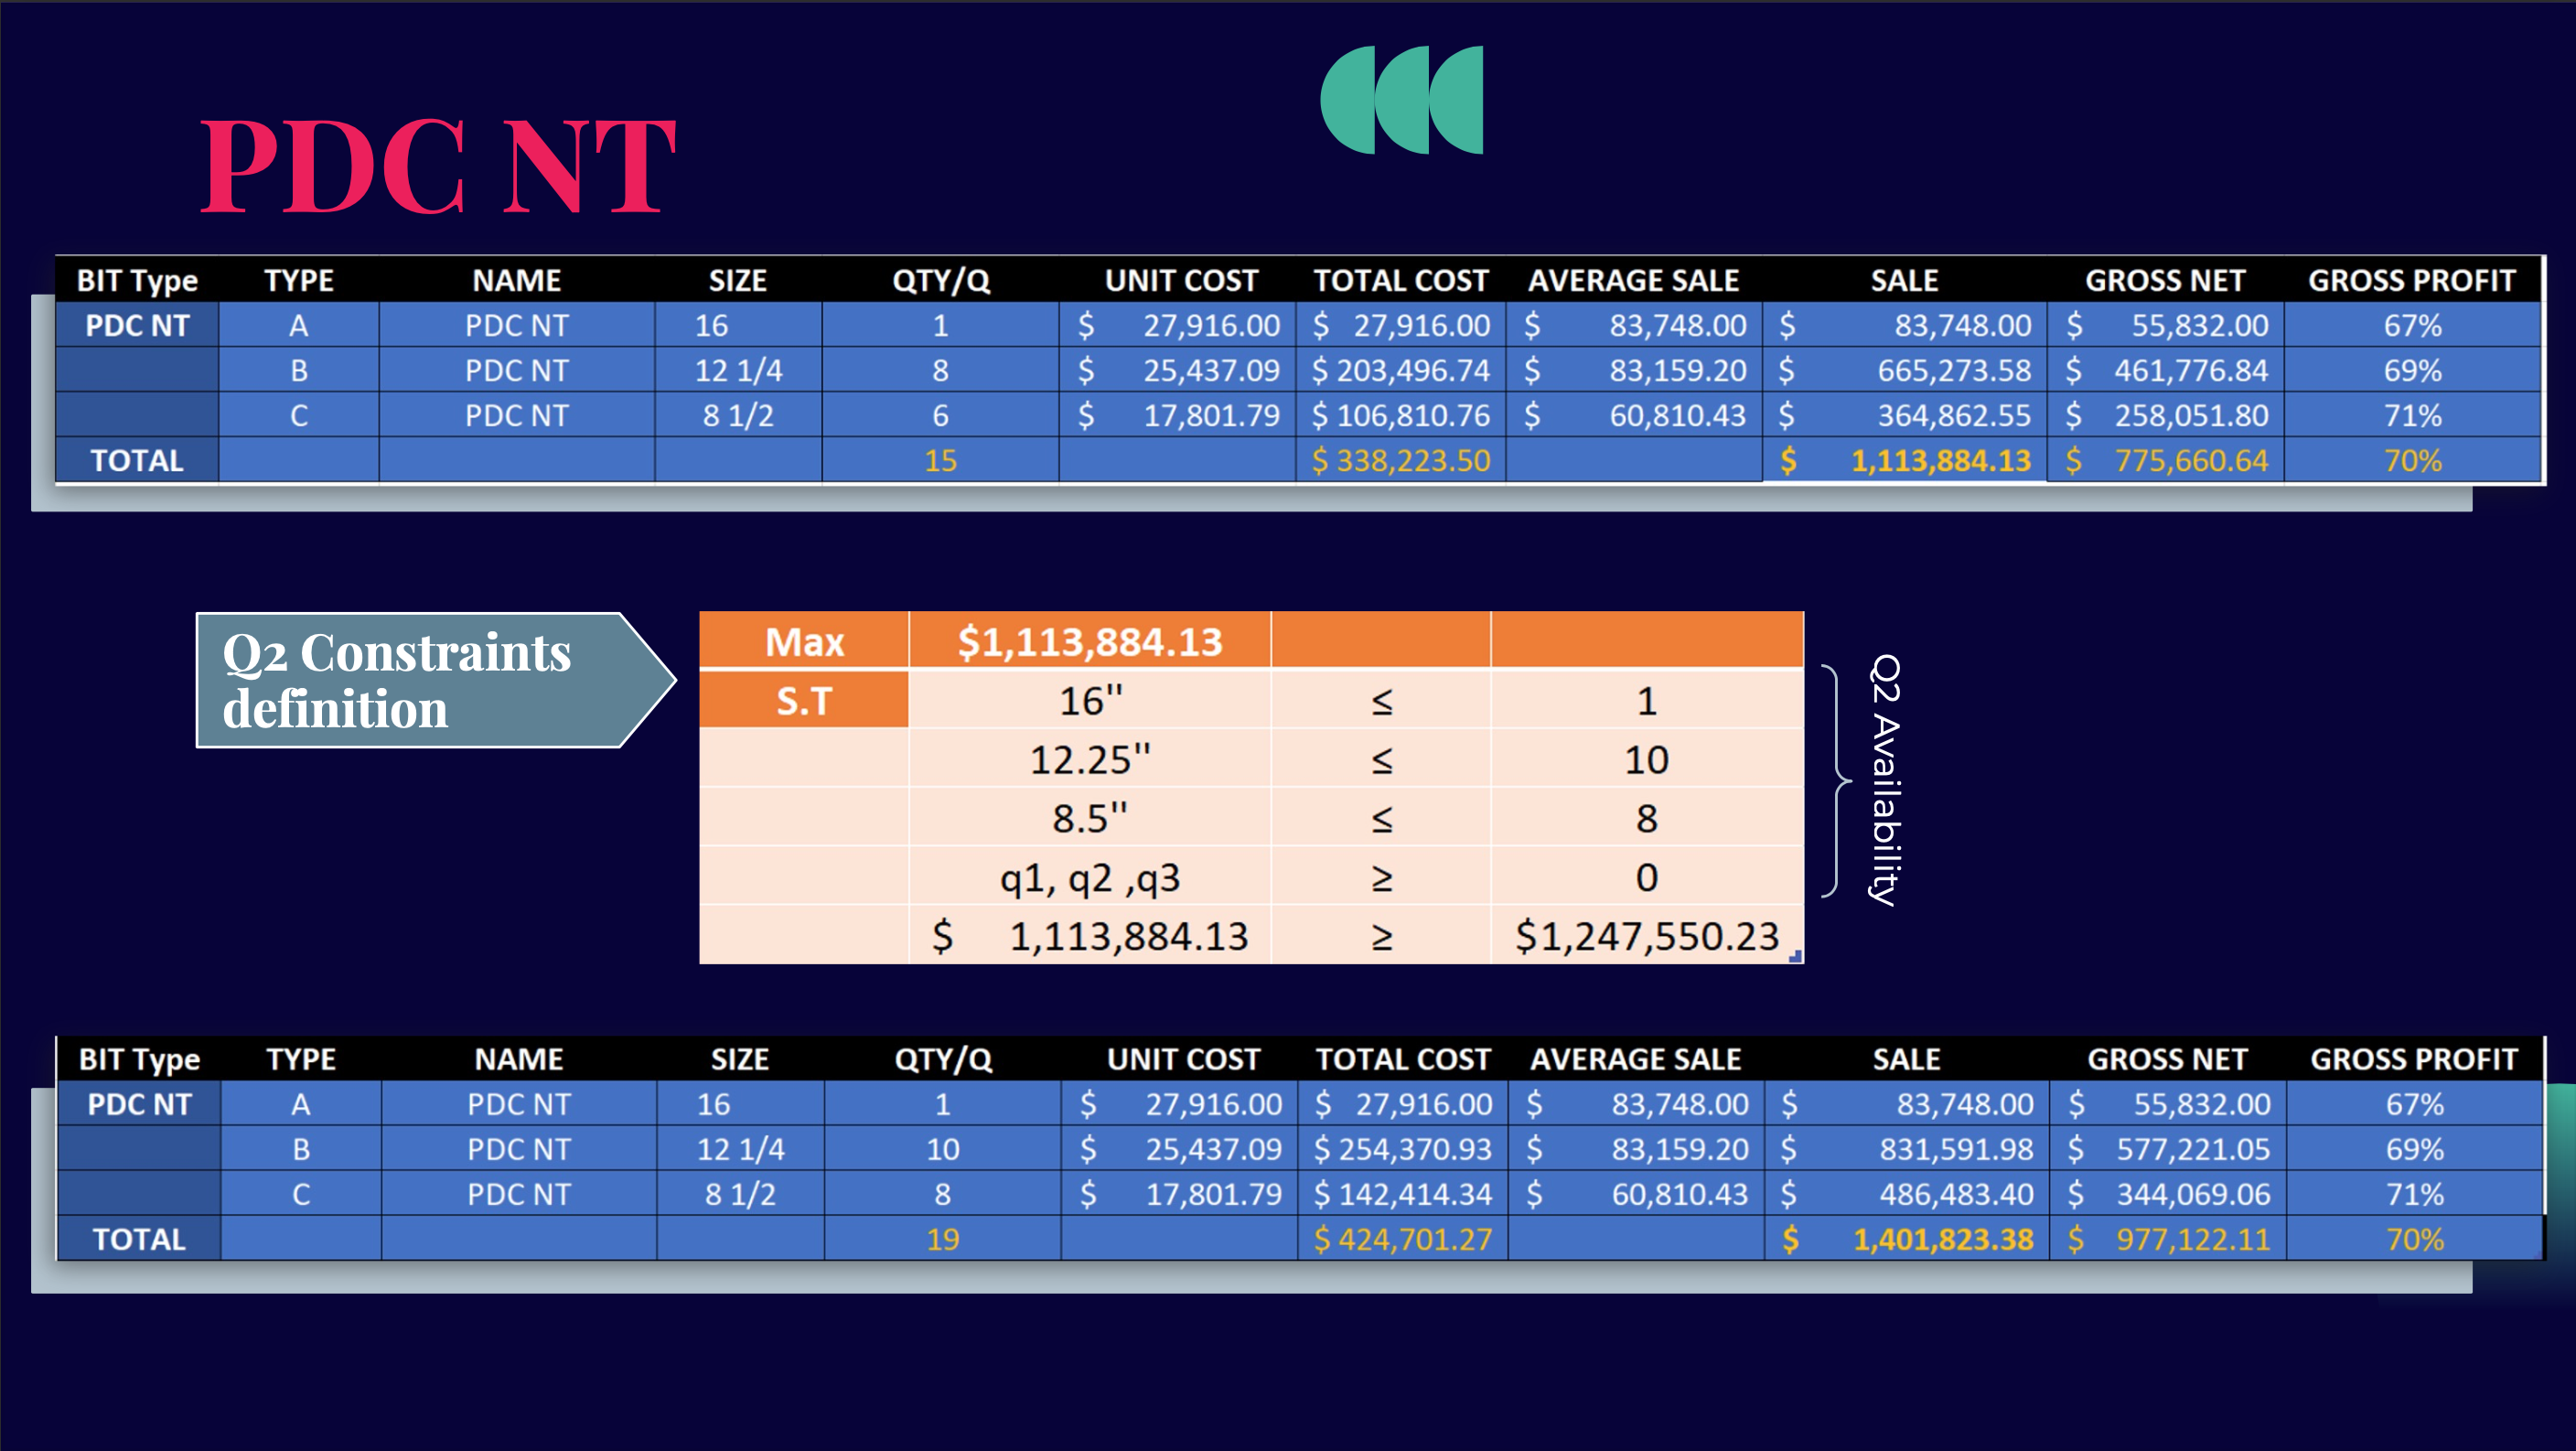 PDC NT
BIT Type TYPE NAME SIZE QTY/Q UNIT COST TOTAL COST AVERAGE SALE SALE GROSS NET GROSS PROFIT
PDC NT A PDC NT 16 1 $ 27,916.00 $ 27,916.00 $ 83,748.00 $ 83,748.00 $ 55,832.00 67%
B PDC NT 12 1/4 8 $ 25,437.09 $ 203,496.74 $ 83,159.20 $ 665,273.58 $ 461,776.84 69%
C PDC NT 8 1/2 6 $ 17,801.79 $ 106,810.76 $ 60,810.43 $ 364,862.55 $ 258,051.80 71%
TOTAL 15 $ 338,223.50 $ 1,113,884.13 $ 775,660.64 70%
Q2 Constraints
definition
Max $1,113,884.13
S.T 16'' ≤ 1
12.25'' ≤ 10
8.5'' ≤ 8
q1, q2 ,q3 ≥ 0
$ 1,113,884.13 ≥ $1,247,550.23
Q2 Availability
BIT Type TYPE NAME SIZE QTY/Q UNIT COST TOTAL COST AVERAGE SALE SALE GROSS NET GROSS PROFIT
PDC NT A PDC NT 16 1 $ 27,916.00 $ 27,916.00 $ 83,748.00 $ 83,748.00 $ 55,832.00 67%
B PDC NT 12 1/4 10 $ 25,437.09 $ 254,370.93 $ 83,159.20 $ 831,591.98 $ 577,221.05 69%
C PDC NT 8 1/2 8 $ 17,801.79 $ 142,414.34 $ 60,810.43 $ 486,483.40 $ 344,069.06 71%
TOTAL 19 $ 424,701.27 $ 1,401,823.38 $ 977,122.11 70%